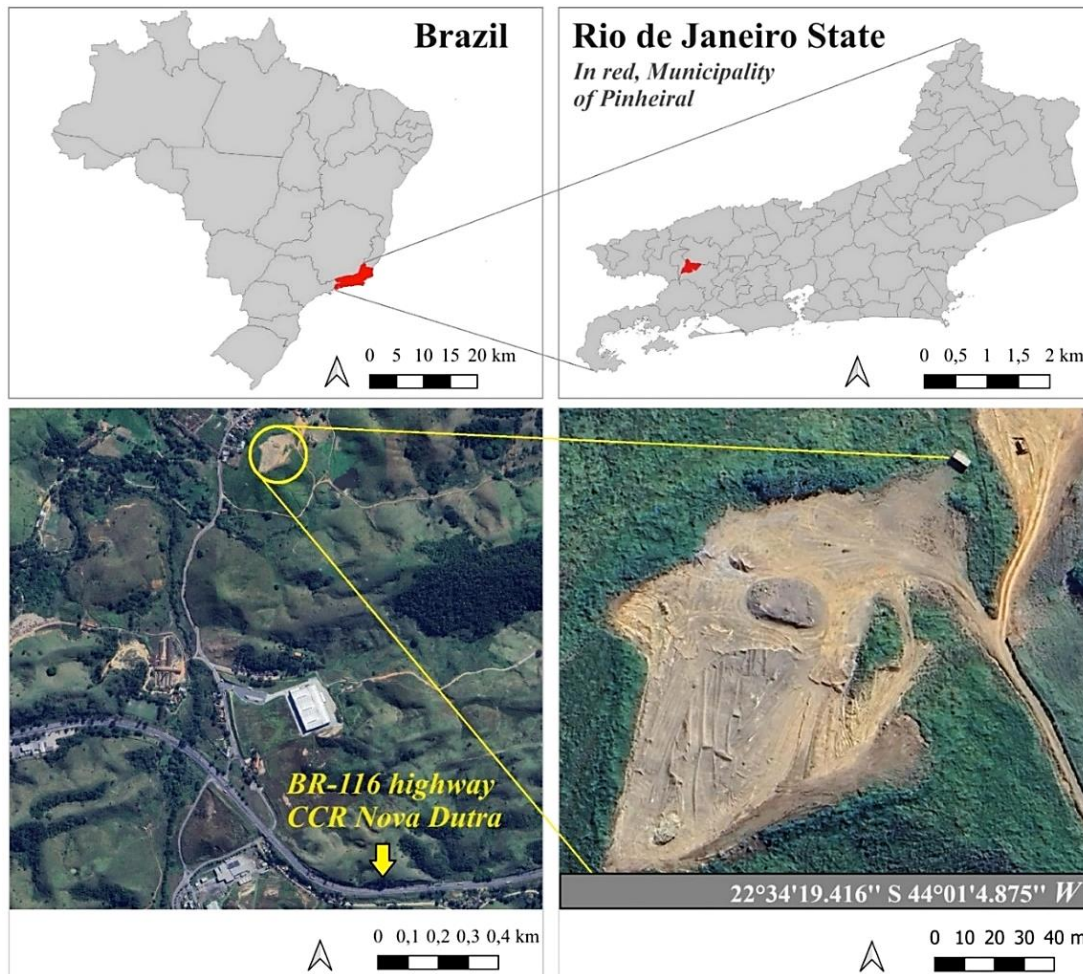 Brazil
0 5 10 15 20 km
Rio de Janeiro State
In red, Municipality
of Pinheiral
0 0,5 1 1,5 2 km
BR-116 highway
CCR Nova Dutra
0 0,1 0,2 0,3 0,4 km
22°34'19.416'' S 44°01'4.875'' W
0 10 20 30 40 m